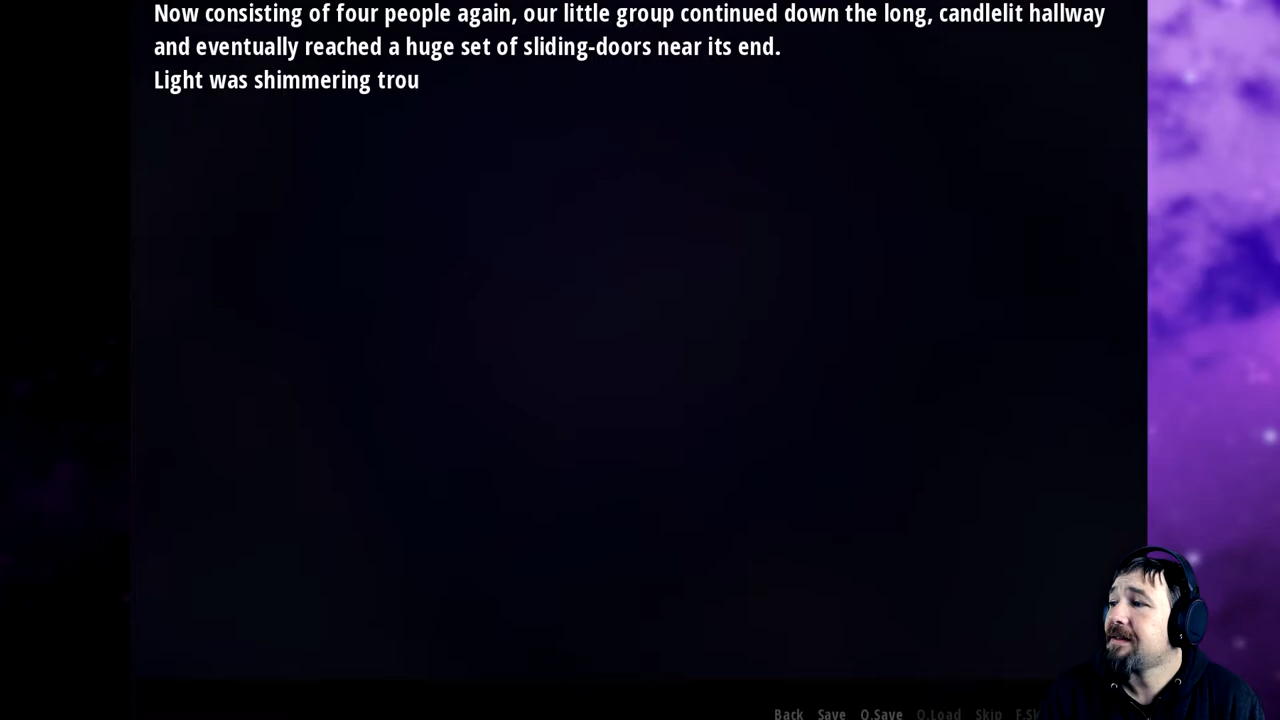 Now consisting of four people again, our little group continued down the long, candlelit hallway
and eventually reached a huge set of sliding-doors near its end.
Light was shimmering trou
Back Save Q.Save Q.Load Skip F.Sk